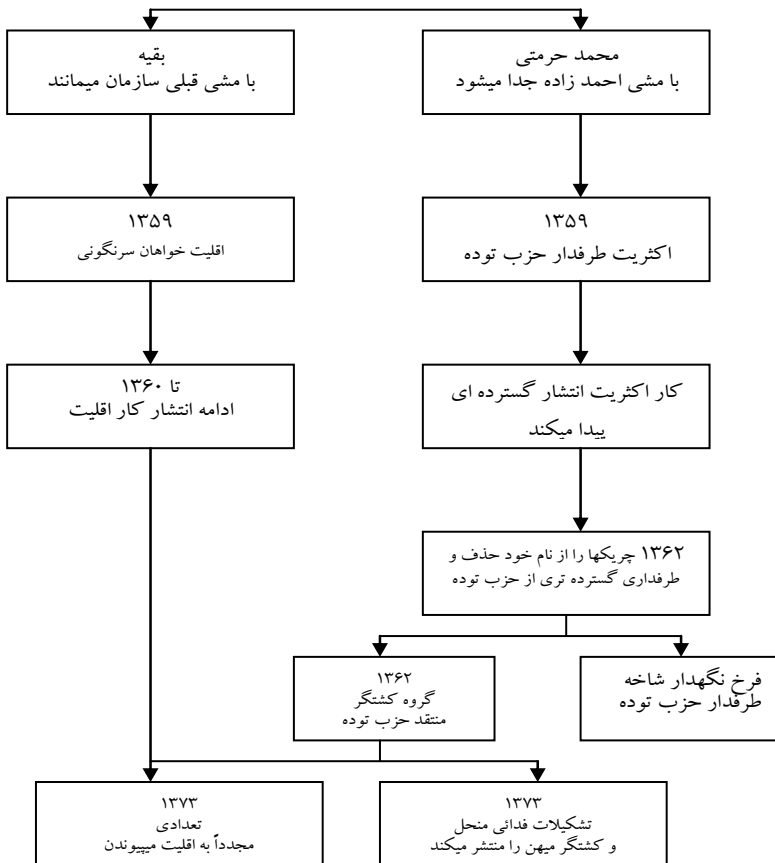 محمد حرمتی
با مشی احمد زاده جدا میشود
بقیه
با مشی قبلی سازمان میمانند
۱۳۵۹
اکثریت طرفدار حزب توده
۱۳۵۹
اقلیت خواهان سرنگونی
کار اکثریت انتشار گسترده ای
پیدا میکند
تا ۱۳۶۰
ادامه انتشار کار اقلیت
۱۳۶۲ چریکها را از نام خود حذف و
طرفداری گسترده تری از حزب توده
فرخ نگهدار شاخه
طرفدار حزب توده
۱۳۶۲
گروه کشتگر
منتقد حزب توده
۱۳۷۳
تشکیلات فدائی منحل
و کشتگر میهن را منتشر میکند
۱۳۷۳
تعدادی
مجدداً به اقلیت میپیوندن